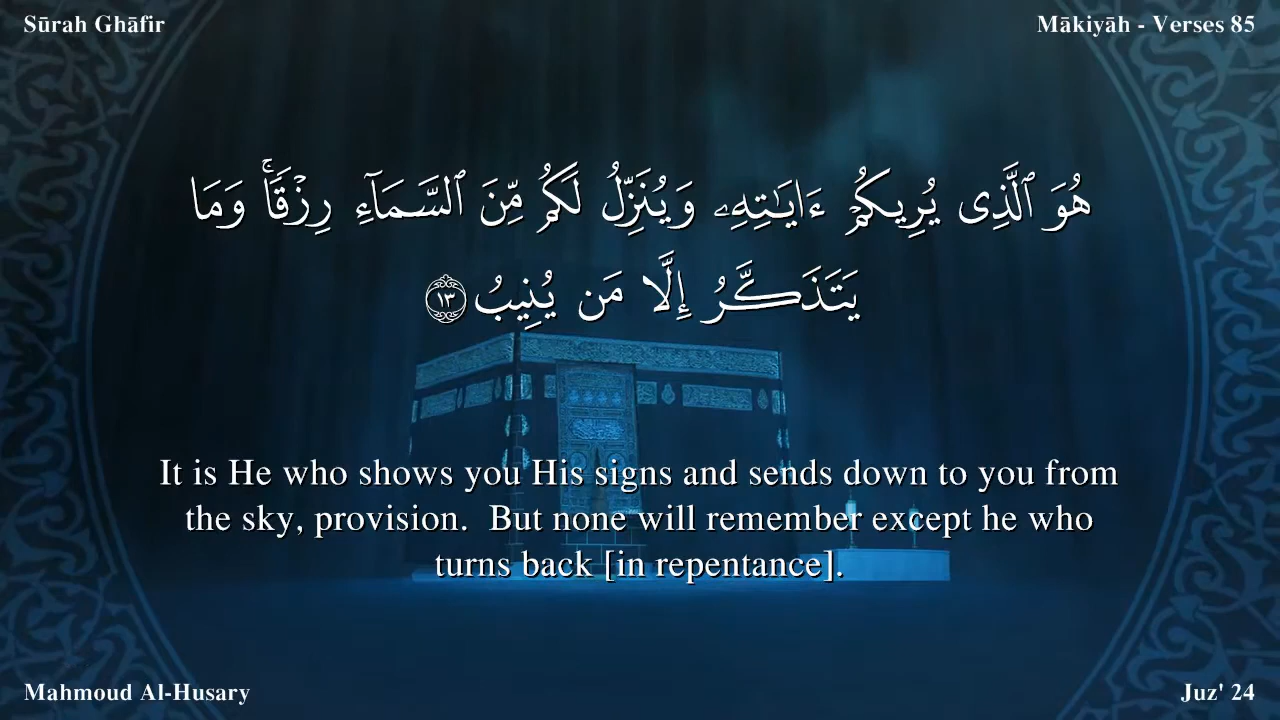 Sūrah Ghāfir
Mākiyāh - Verses 85
هُوَ ٱلَّذِى يُرِيكُمْ ءَايَـٰتِهِۦ وَيُنَزِّلُ لَكُم مِّنَ ٱلسَّمَآءِ رِزْقًۭا ۚ وَمَا
يَتَذَكَّرُ إِلَّا مَن يُنِيبُ ١٣
It is He who shows you His signs and sends down to you from
the sky, provision.  But none will remember except he who
turns back [in repentance].
Mahmoud Al-Husary
Juz' 24